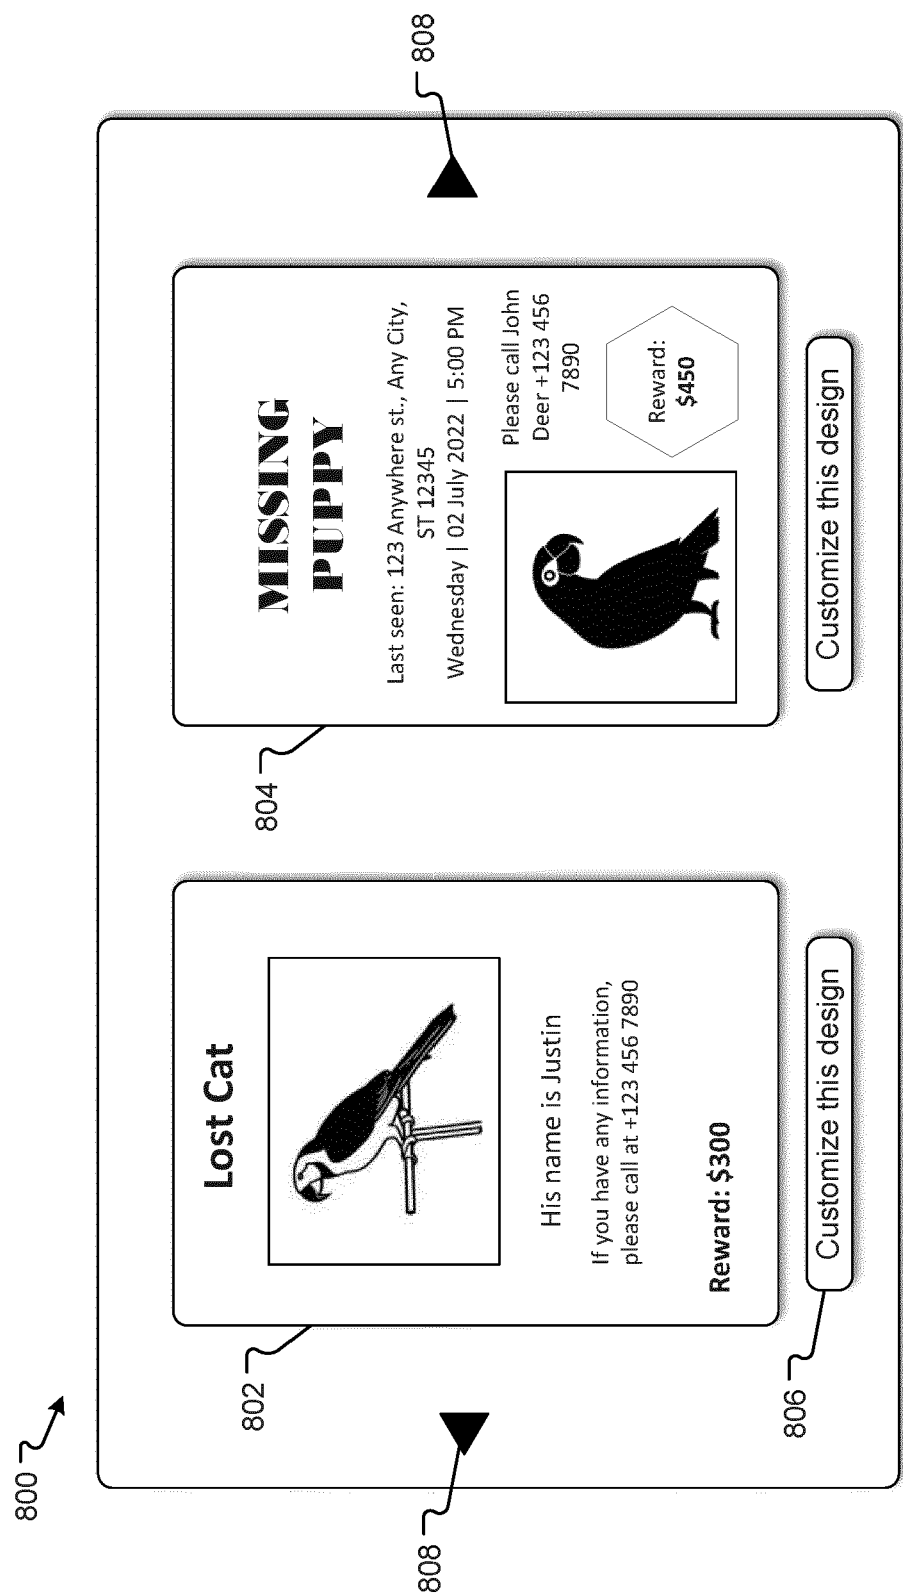 800
808
802
Lost Cat
His name is Justin
If you have any information,
please call at +123 456 7890
Reward: $300
806
Customize this design
804
MISSING
PUPPY
Last seen: 123 Anywhere st., Any City,
ST 12345
Wednesday | 02 July 2022 | 5:00 PM
Please call John
Deer +123 456
7890
Reward:
$450
Customize this design
808